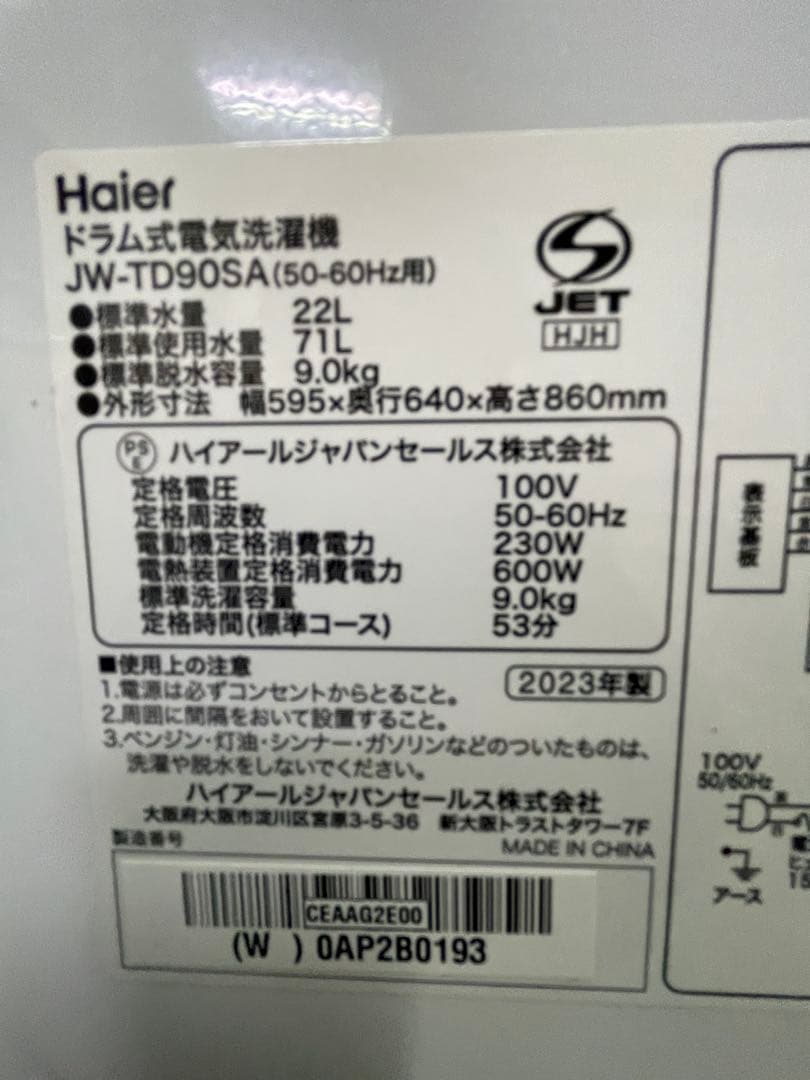 Haier
ドラム式電気洗濯機
JW-TD90SA(50-60Hz用)
●標準水量 22L
●標準使用水量 71L
●標準脱水容量 9.0kg
●外形寸法 幅595×奥行640×高さ860mm
S
JET
HJH
PS
E
ハイアールジャパンセールス株式会社
定格電圧 100V
定格周波数 50-60Hz
電動機定格消費電力 230W
電熱装置定格消費電力 600W
標準洗濯容量 9.0kg
定格時間(標準コース) 53分
■使用上の注意
2023年製
1.電源は必ずコンセントからとること。
2.周囲に間隔をおいて設置すること。
3.ベンジン・灯油・シンナー・ガソリンなどのついたものは、
洗濯や脱水をしないでください。
ハイアールジャパンセールス株式会社
大阪府大阪市淀川区宮原3-5-36 新大阪トラストタワー7F
製造番号
MADE IN CHINA
CEAAG2E00
(W ) 0AP2B0193
表示基板
100V
50/60Hz
アース